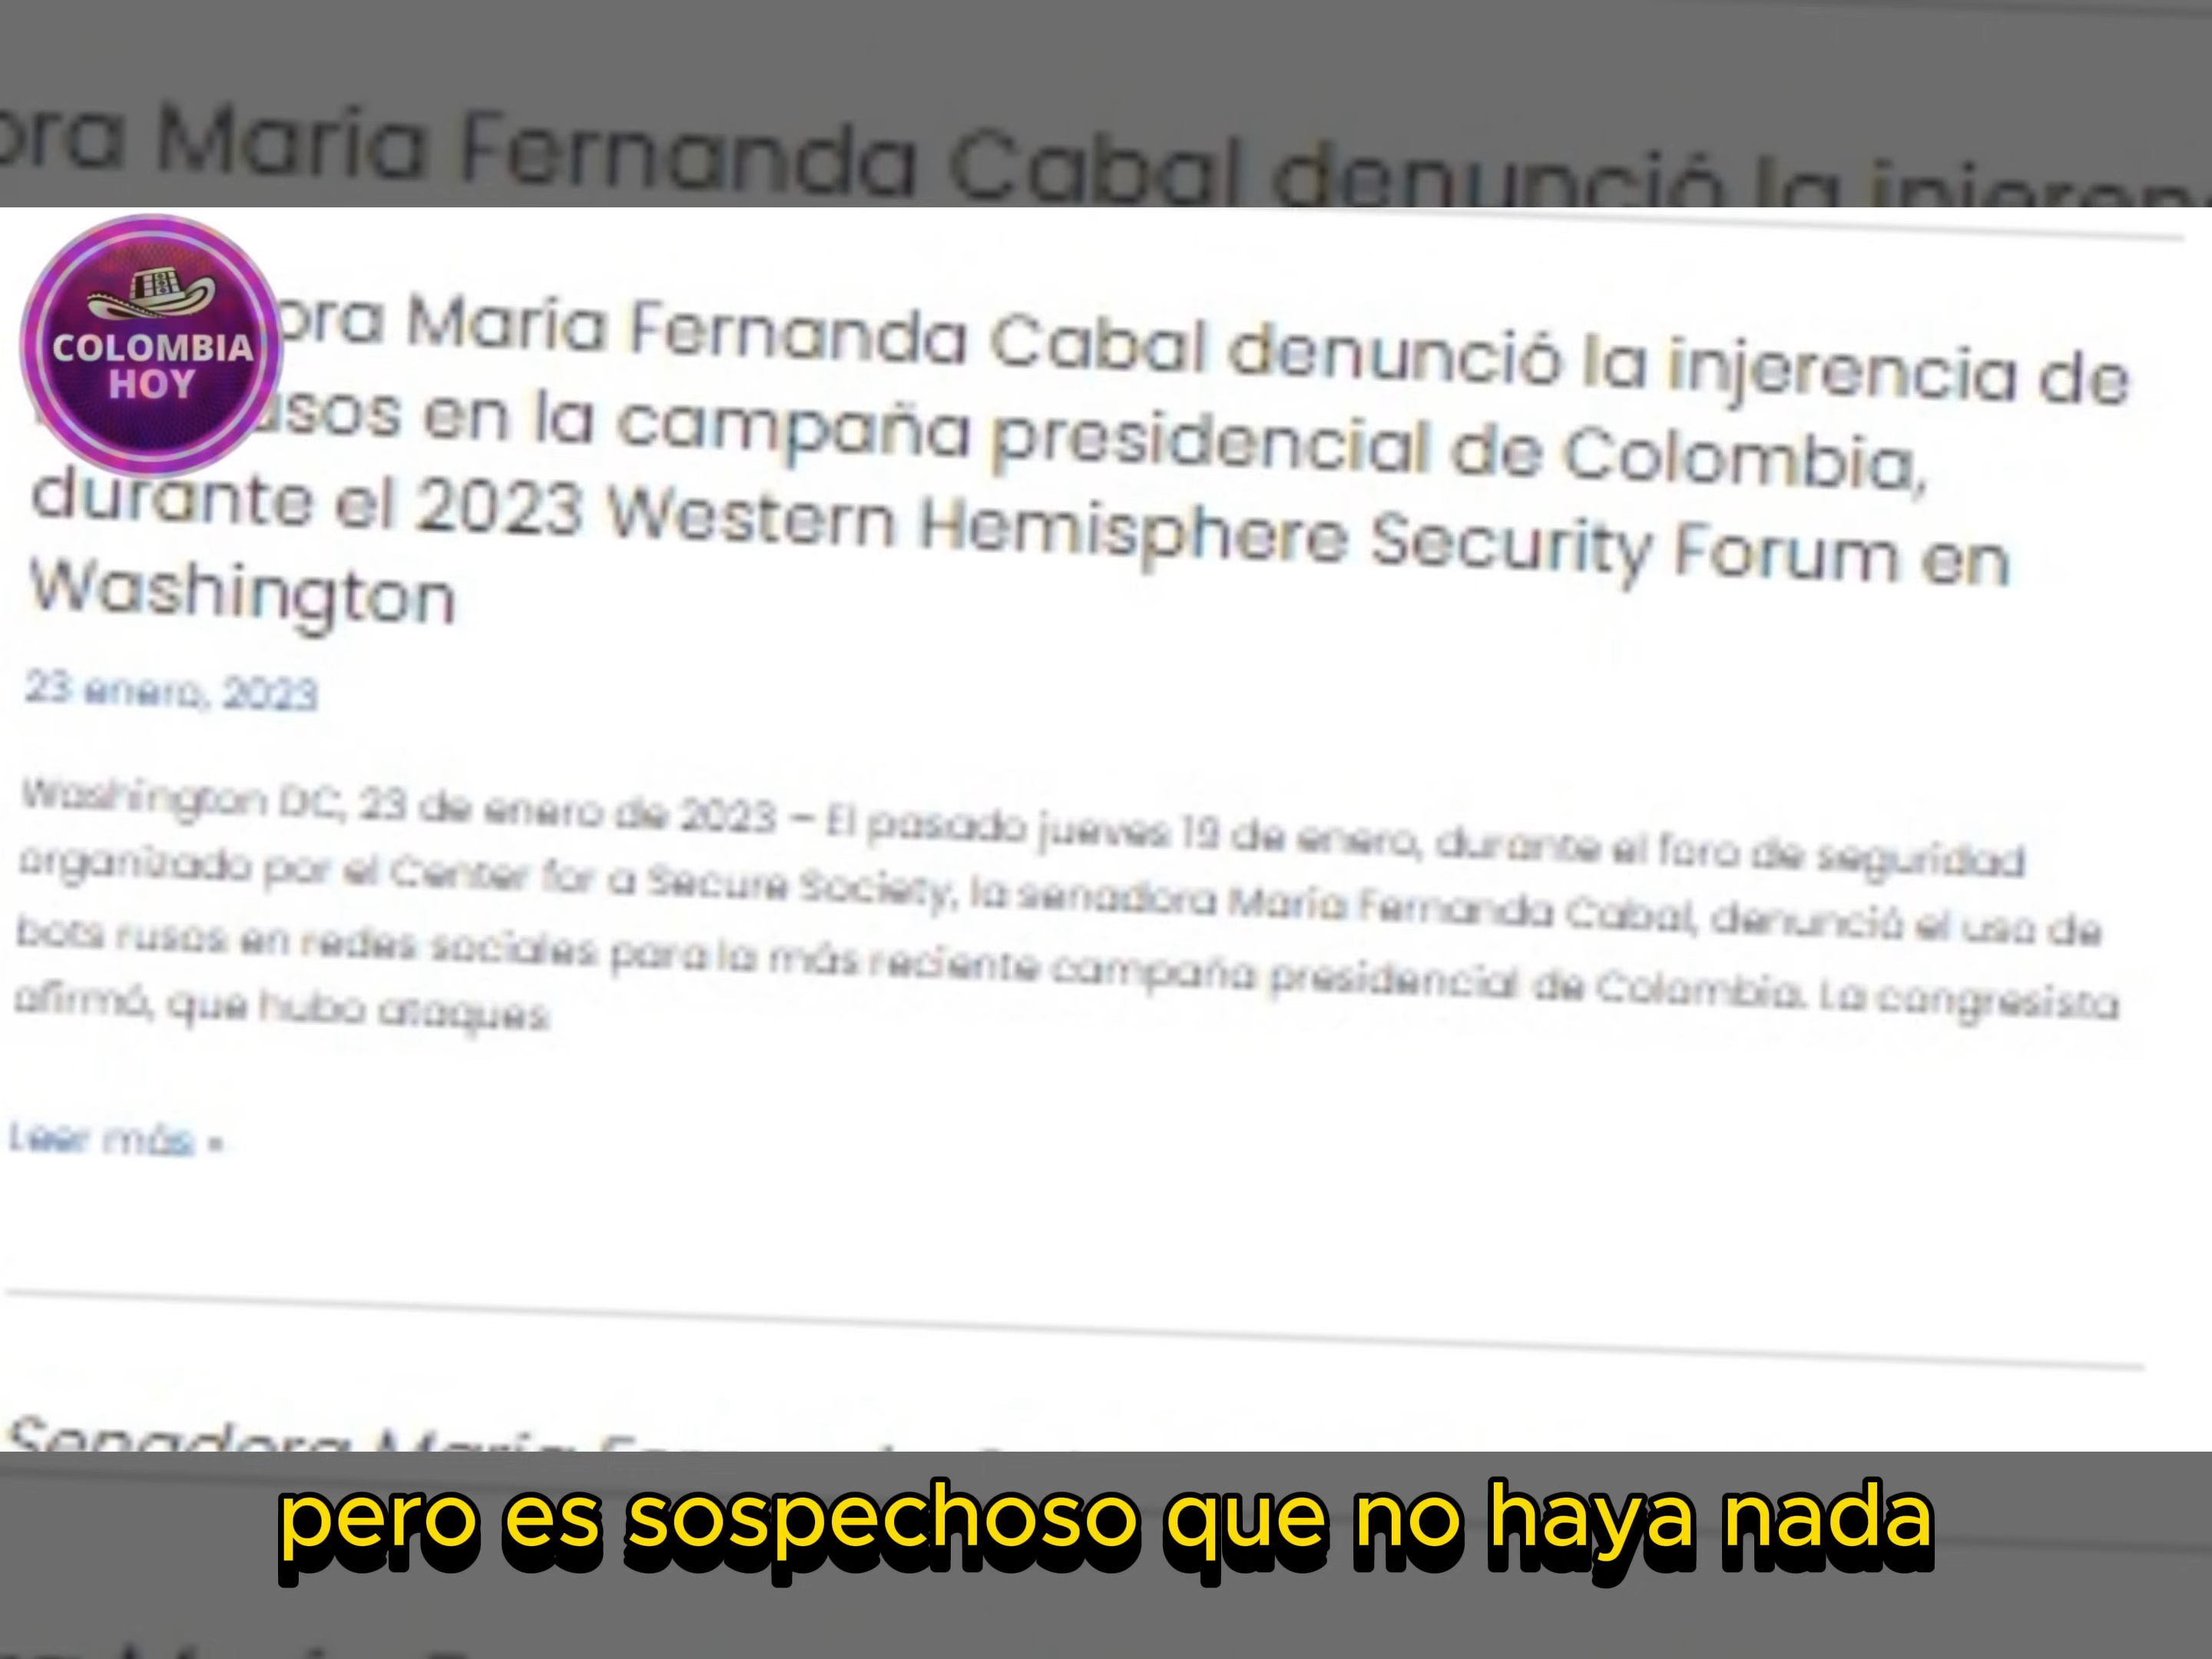 ora María Fernanda Cabal denunció la injeren
COLOMBIA
HOY
ora María Fernanda Cabal denunció la injerencia de
usos en la campaña presidencial de Colombia,
durante el 2023 Western Hemisphere Security Forum en
Washington
23 enero, 2023
Washington DC, 23 de enero de 2023 – El pasado jueves 19 de enero, durante el foro de seguridad
organizado por el Center for a Secure Society, la senadora María Fernanda Cabal, denunció el uso de
bots rusos en redes sociales para la más reciente campaña presidencial de Colombia. La congresista
afirmó, que hubo ataques
Leer más »
Senadora María
pero es sospechoso que no haya nada